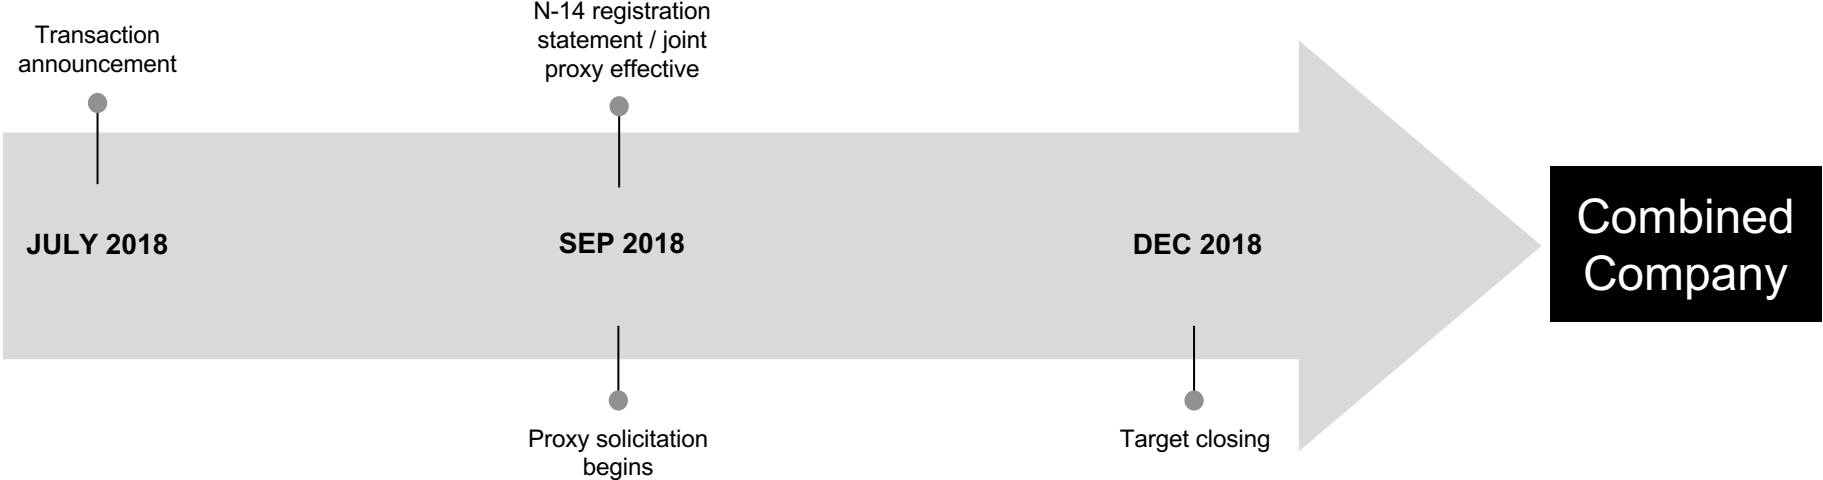 Transaction
announcement
N-14 registration
statement / joint
proxy effective
JULY 2018
SEP 2018
DEC 2018
Combined
Company
Proxy solicitation
begins
Target closing